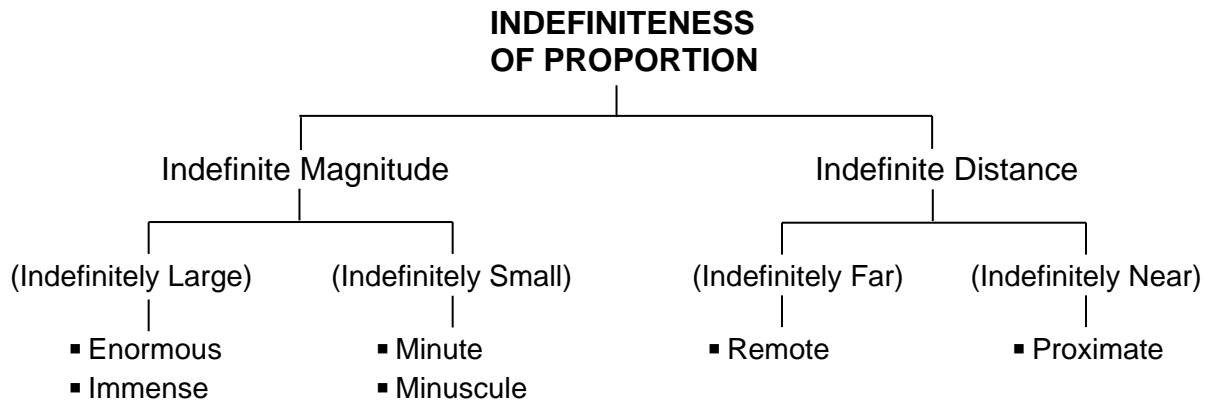 INDEFINITENESS
OF PROPORTION
Indefinite Magnitude
Indefinite Distance
(Indefinitely Large)
(Indefinitely Small)
(Indefinitely Far)
(Indefinitely Near)
▪ Enormous
▪ Immense
▪ Minute
▪ Minuscule
▪ Remote
▪ Proximate